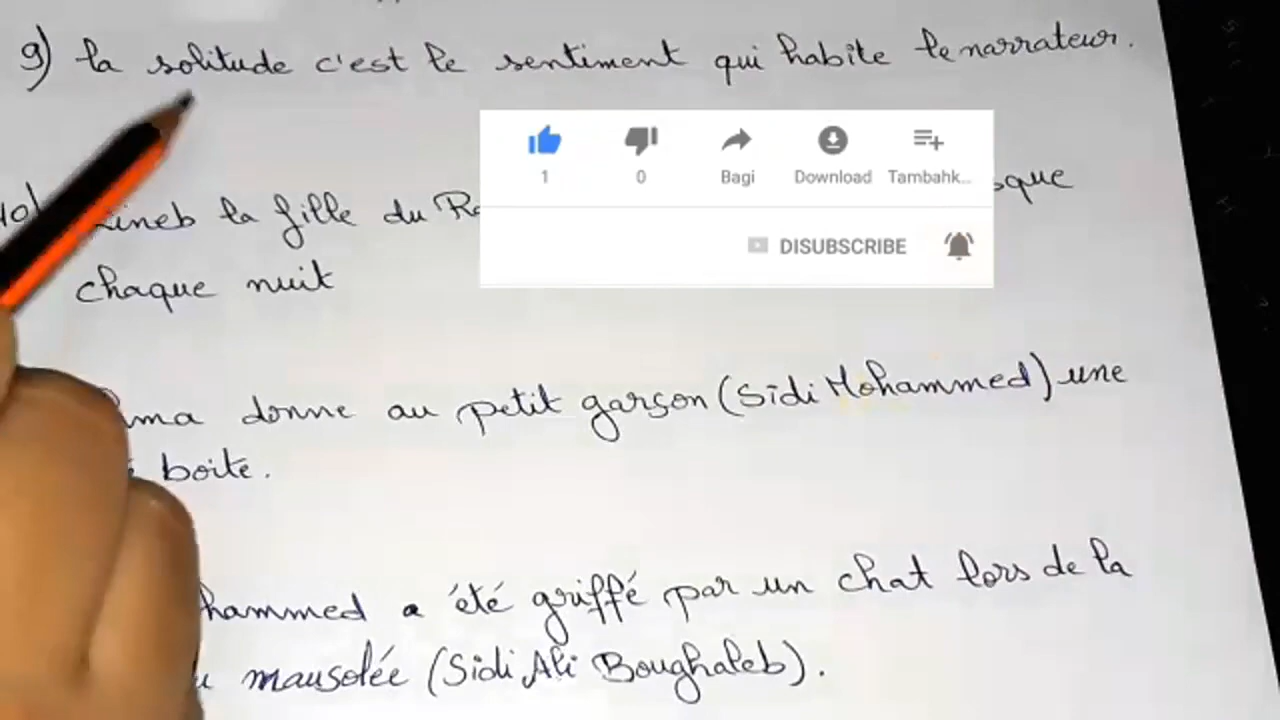 9) la solitude c'est le sentiment qui habite le narrateur.
1 0 Bagi Download Tambahk...
la fille du
chaque nuit
DISUBSCRIBE
donne au petit garçon (Sidi Mohammed) une
boite.
a été griffé par un chat lors de la
mausolée (Sidi Ali Boughaleb).